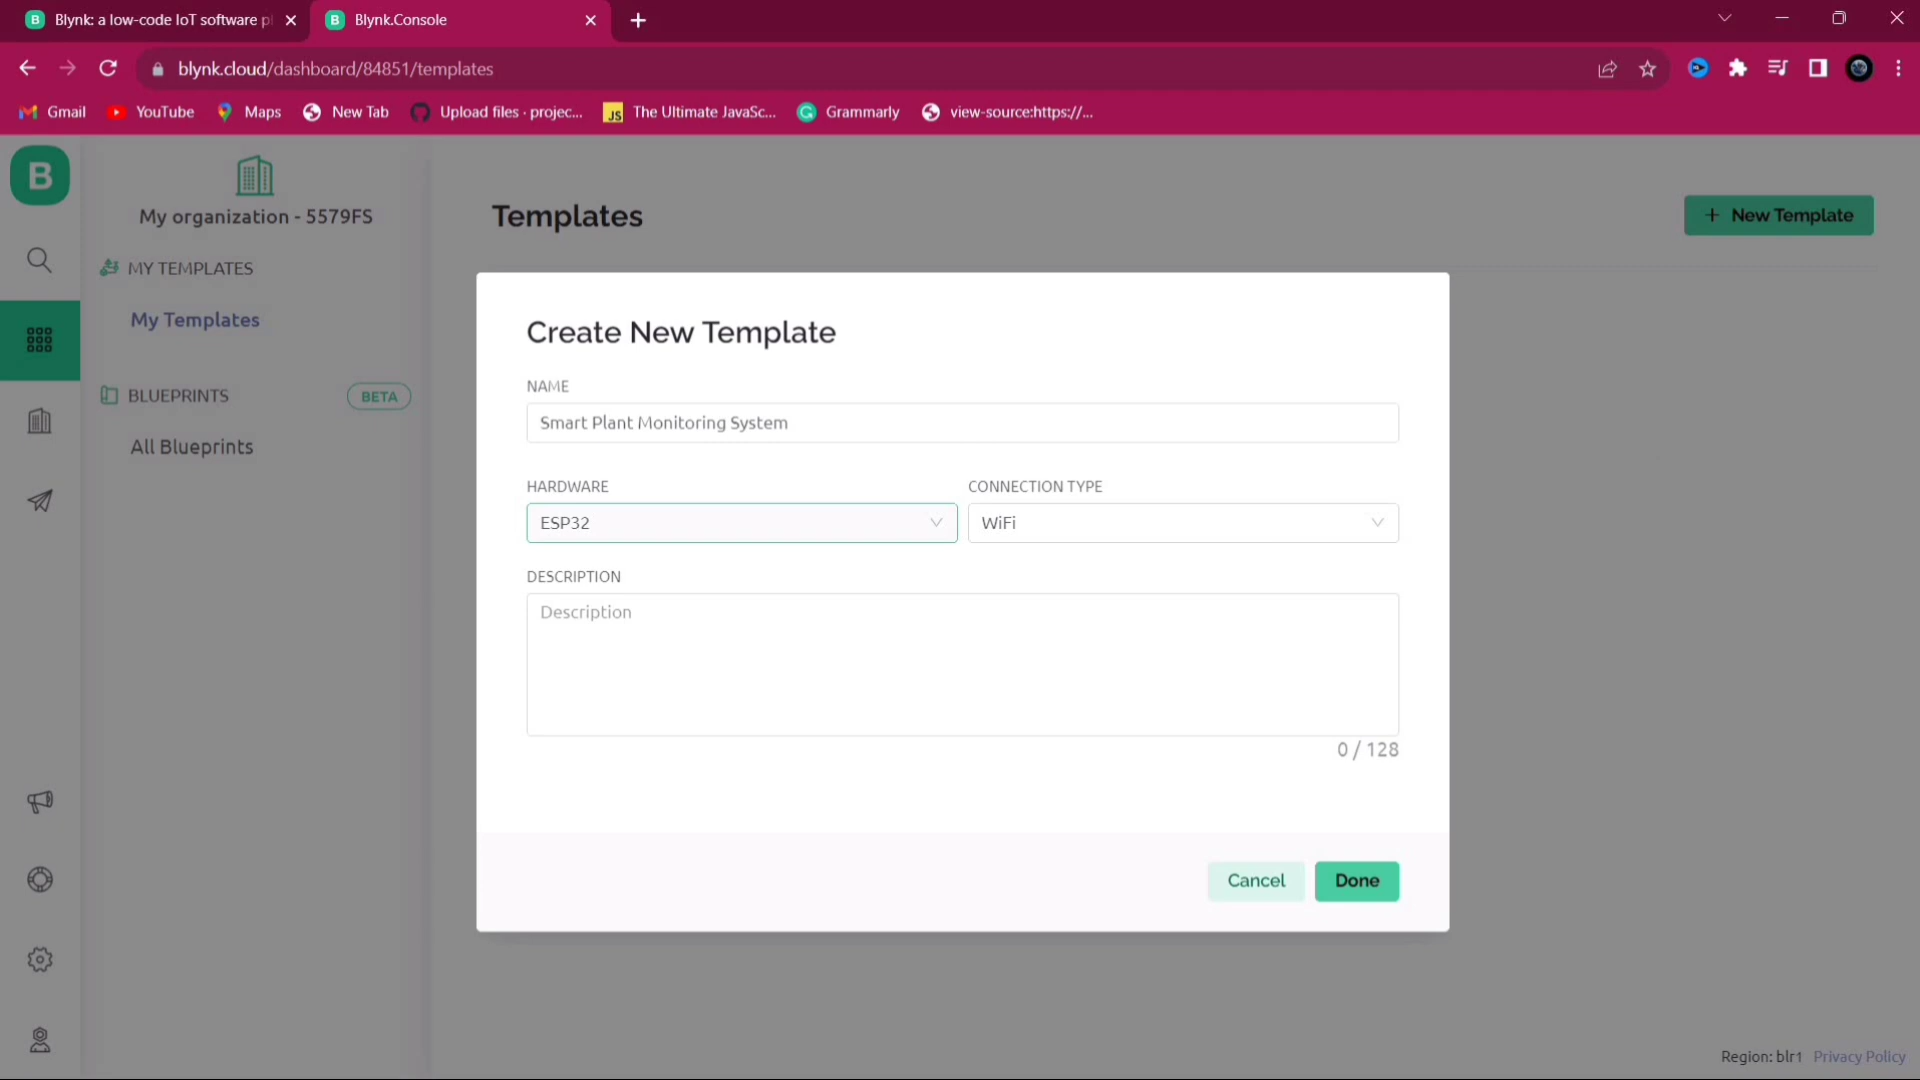 B Blynk: a low-code IoT software p
B Blynk.Console
blynk.cloud/dashboard/84851/templates
Gmail
YouTube
Maps
New Tab
Upload files · projec...
JS The Ultimate JavaSc...
G Grammarly
view-source:https://...
B
My organization - 5579FS
MY TEMPLATES
My Templates
BLUEPRINTS
BETA
All Blueprints
Templates
+ New Template
Create New Template
NAME
Smart Plant Monitoring System
HARDWARE
CONNECTION TYPE
ESP32
WiFi
DESCRIPTION
Description
0 / 128
Cancel
Done
Region: blr1 Privacy Policy